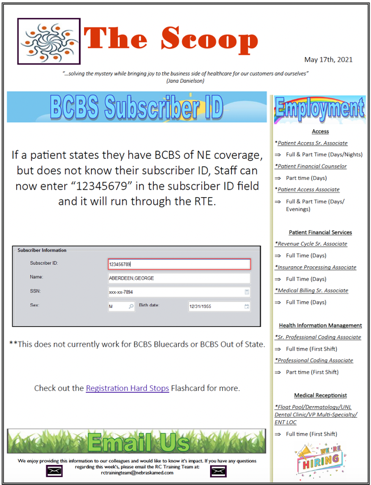 The Scoop
May 17th, 2021
"...solving the mystery while bringing joy to the business side of healthcare for our customers and ourselves"
(Jana Danielson)
BCBS Subscriber ID
If a patient states they have BCBS of NE coverage,
but does not know their subscriber ID, Staff can
now enter "12345679" in the subscriber ID field
and it will run through the RTE.
Subscriber Information
Subscriber ID:
123456789
Name:
ABERDEEN,GEORGE
SSN:
xxx-xx-7894
Sex:
M
Birth date:
12/31/1955
**This does not currently work for BCBS Bluecards or BCBS Out of State.
Check out the Registration Hard Stops Flashcard for more.
Email Us
We enjoy providing this information to our colleagues and would like to know it's impact. If you have any questions
regarding this week's, please email the RC Training Team at:
rctrainingteam@nebraskamed.com
Employment
Access
*Patient Access Sr. Associate
⇒ Full & Part Time (Days/Nights)
*Patient Financial Counselor
⇒ Part time (Days)
*Patient Access Associate
⇒ Full & Part Time (Days/
Evenings)
Patient Financial Services
*Revenue Cycle Sr. Associate
⇒ Full Time (Days)
*Insurance Processing Associate
⇒ Full Time (Days)
*Medical Billing Sr. Associate
⇒ Full Time (Days)
Health Information Management
*Sr. Professional Coding Associate
⇒ Full time (First Shift)
*Professional Coding Associate
⇒ Part time (First Shift)
Medical Receptionist
*Float Pool/Dermatology/UNL
Dental Clinic/VP Multi-Specialty/
ENT LOC
⇒ Full time (First Shift)
WE'RE
HIRING